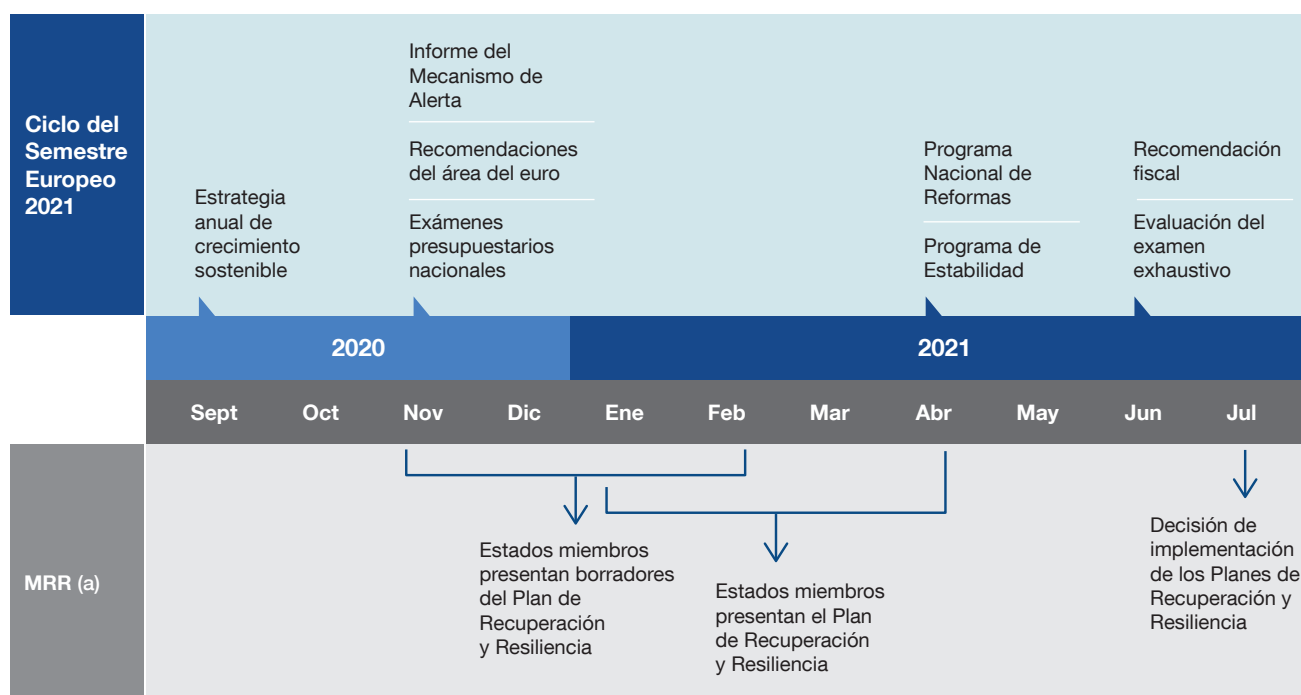 Ciclo del
Semestre
Europeo
2021
Estrategia
anual de
crecimiento
sostenible
Informe del
Mecanismo de
Alerta
Recomendaciones
del área del euro
Exámenes
presupuestarios
nacionales
Programa
Nacional de
Reformas
Programa de
Estabilidad
Recomendación
fiscal
Evaluación del
examen
exhaustivo
2020
2021
Sept
Oct
Nov
Dic
Ene
Feb
Mar
Abr
May
Jun
Jul
MRR (a)
Estados miembros
presentan borradores
del Plan de
Recuperación
y Resiliencia
Estados miembros
presentan el Plan
de Recuperación
y Resiliencia
Decisión de
implementación
de los Planes de
Recuperación y
Resiliencia